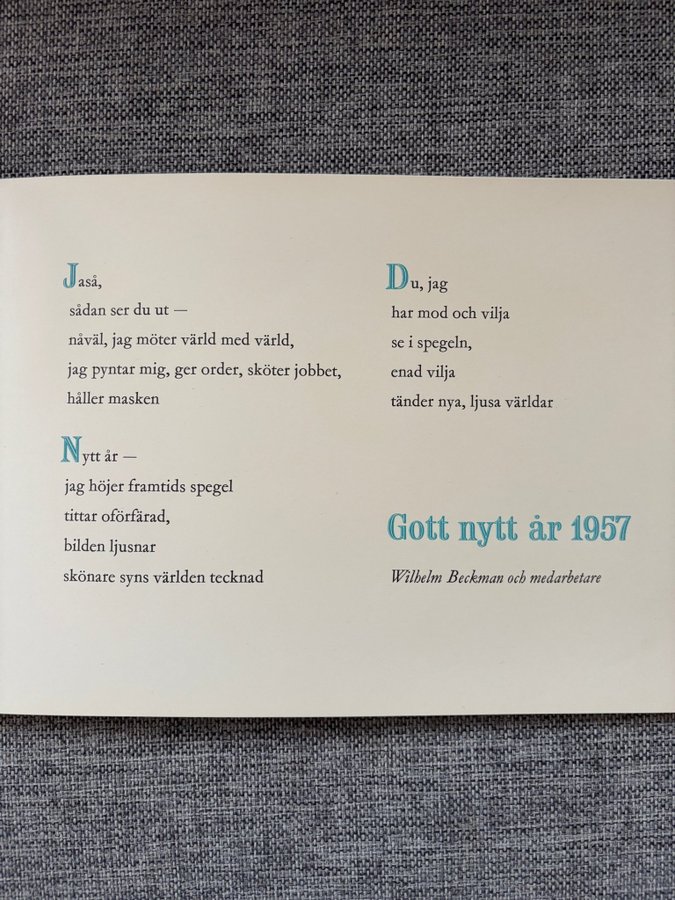 Jaså,
sådan ser du ut —
nåväl, jag möter värld med värld,
jag pyntar mig, ger order, sköter jobbet,
håller masken
Nytt år —
jag höjer framtids spegel
tittar oförfärad,
bilden ljusnar
skönare syns världen tecknad
Du, jag
har mod och vilja
se i spegeln,
enad vilja
tänder nya, ljusa världar
Gott nytt år 1957
Wilhelm Beckman och medarbetare